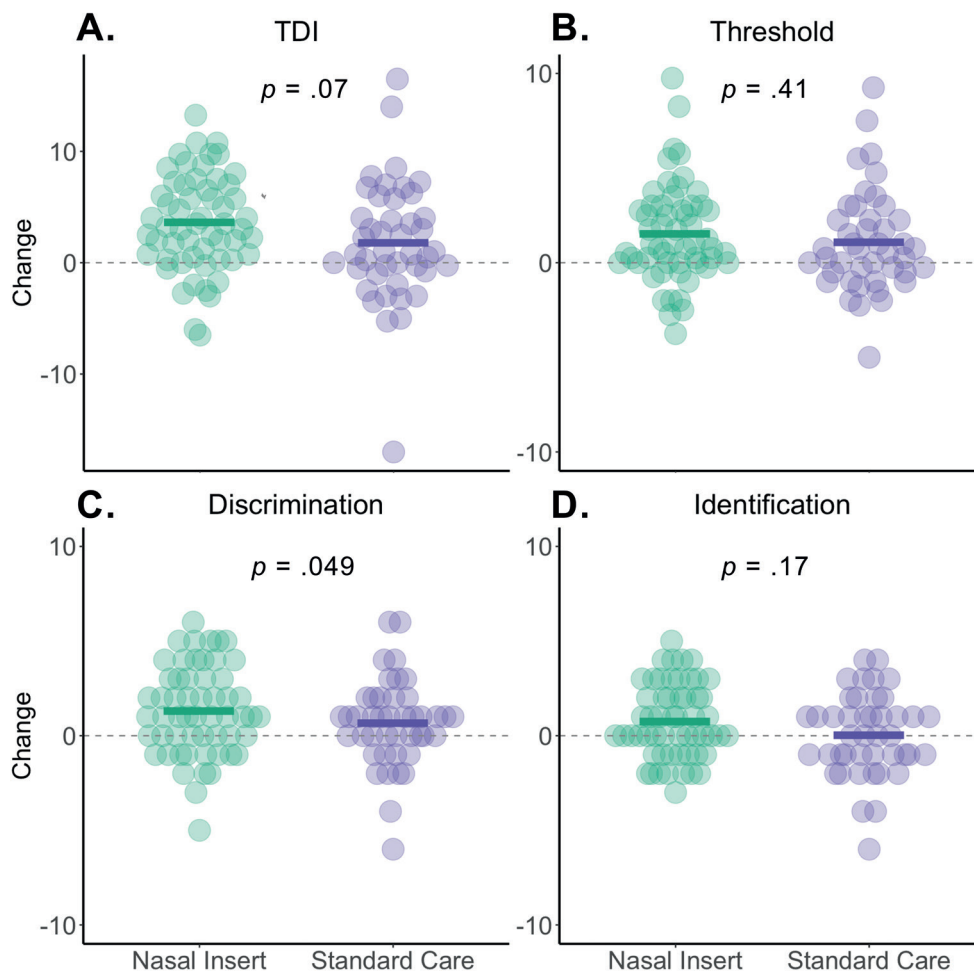 A.
TDI
p = .07
10
0
-10
Change
B.
Threshold
p = .41
10
0
-10
C.
Discrimination
p = .049
10
0
-10
Change
Nasal Insert
Standard Care
D.
Identification
p = .17
10
0
-10
Nasal Insert
Standard Care